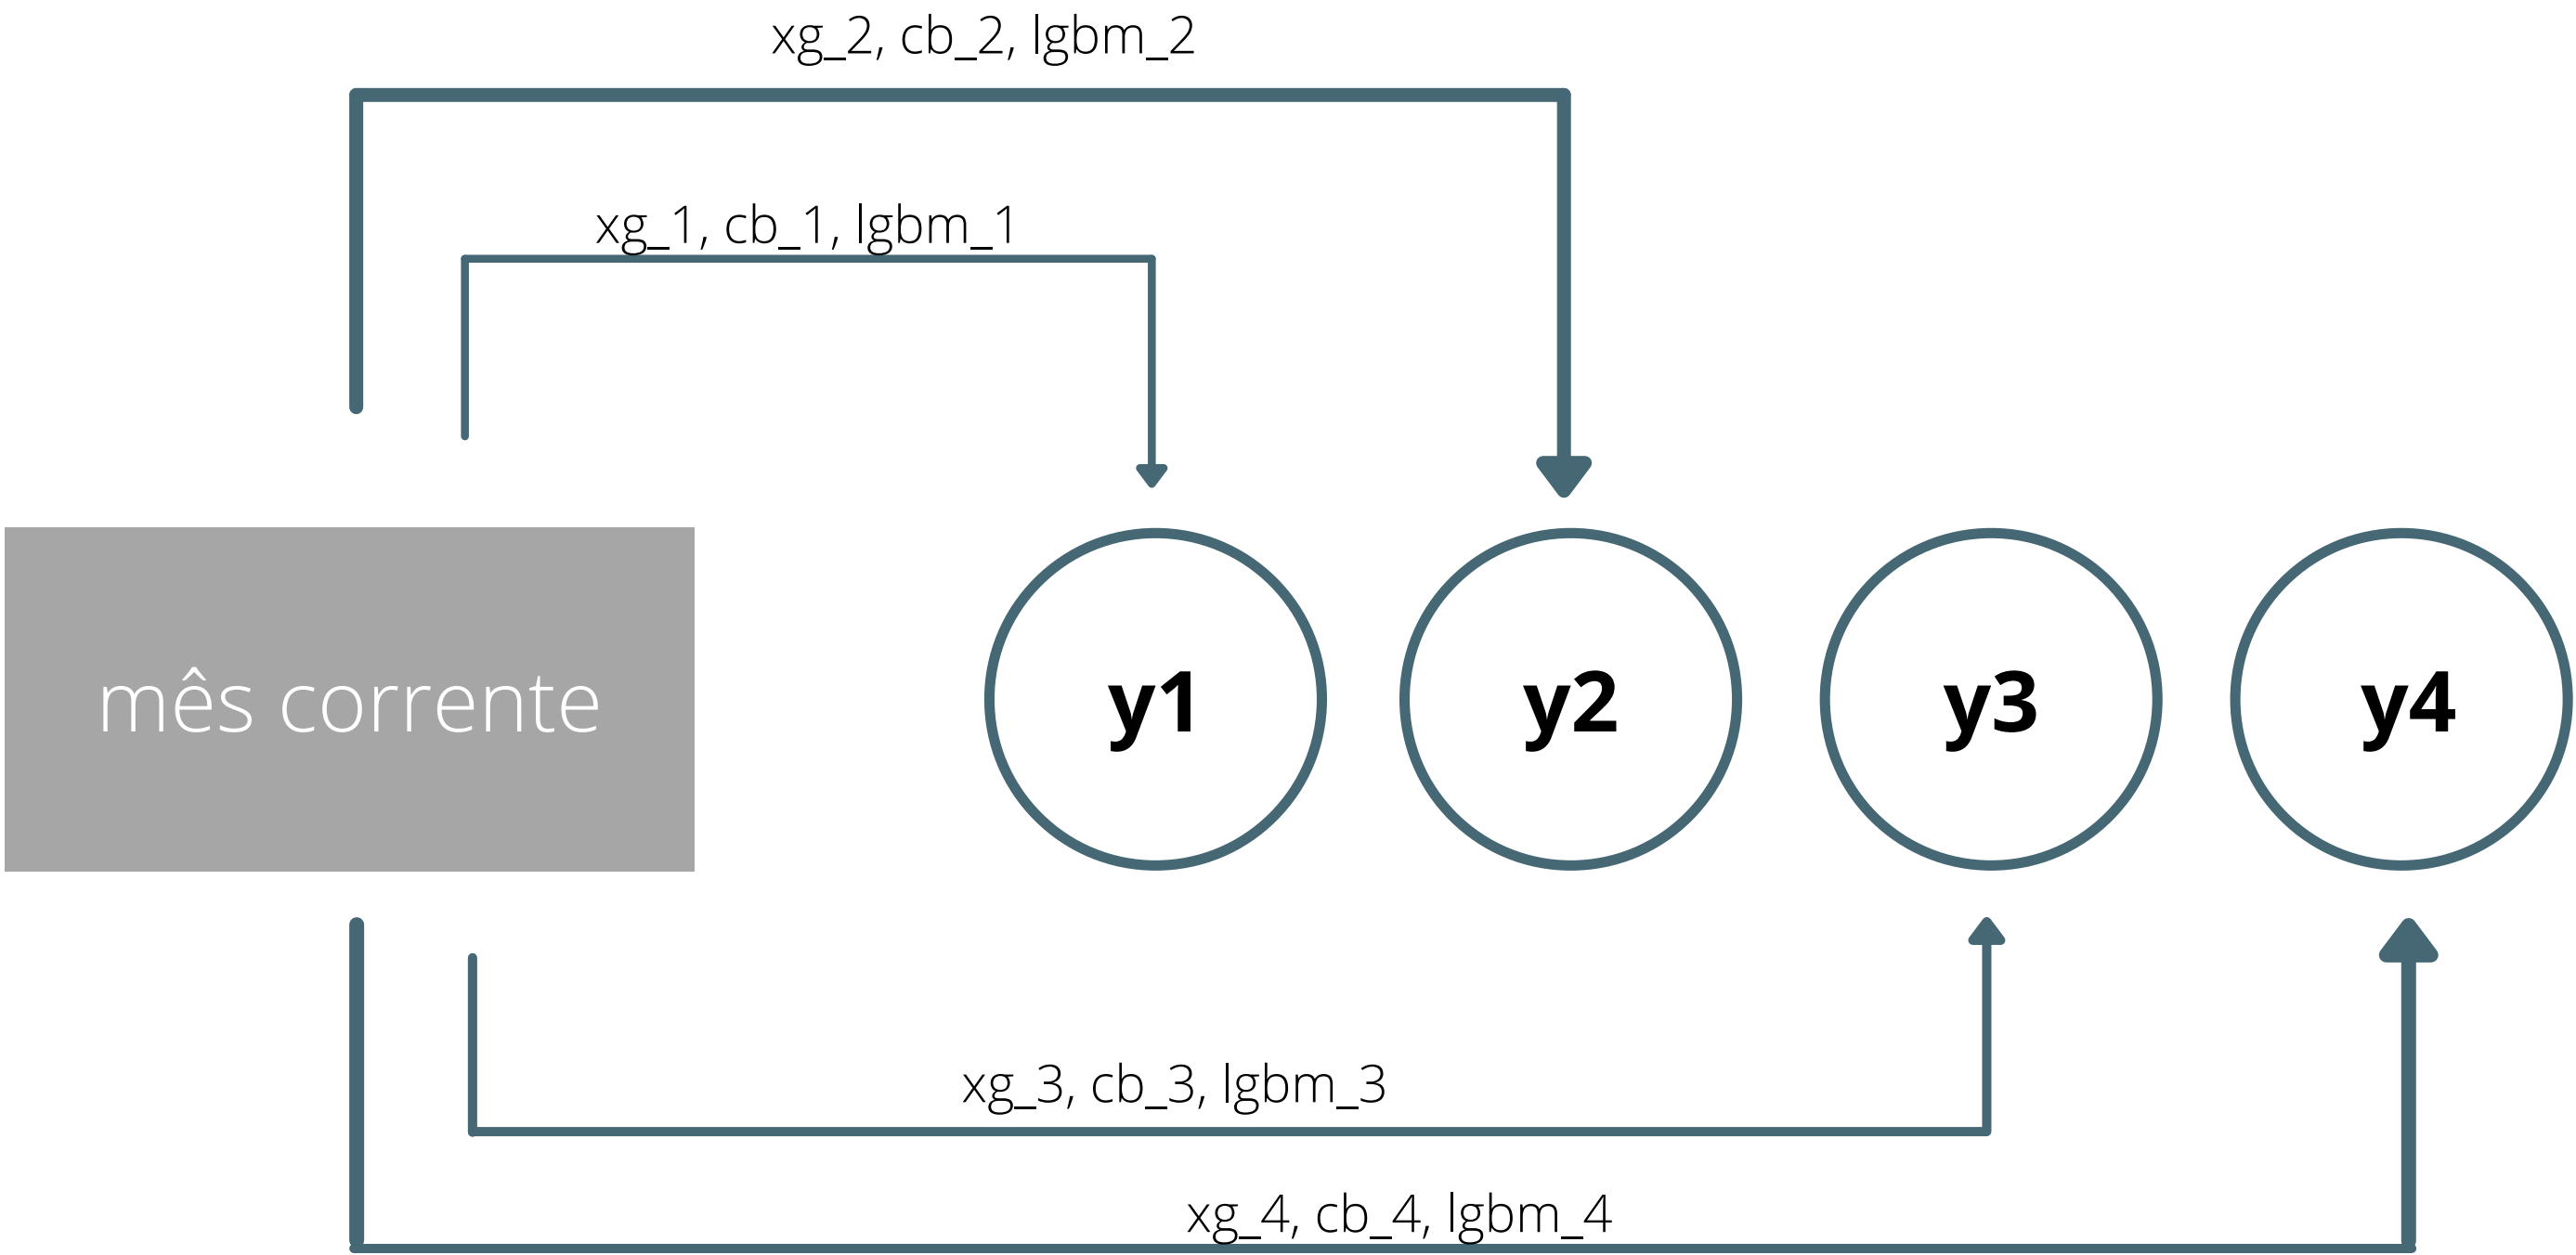 xg_2, cb_2, lgbm_2
xg_1, cb_1, lgbm_1
mês corrente
y1
y2
y3
y4
xg_3, cb_3, lgbm_3
xg_4, cb_4, lgbm_4